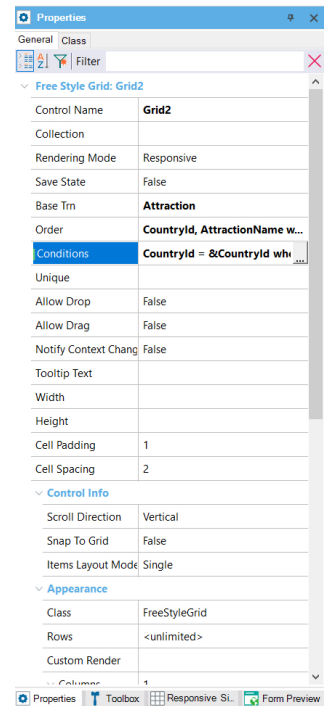 Properties
General Class
Filter
Free Style Grid: Grid2
Control Name Grid2
Collection
Rendering Mode Responsive
Save State False
Base Trn Attraction
Order CountryId, AttractionName w...
Conditions CountryId = &CountryId whe ...
Unique
Allow Drop False
Allow Drag False
Notify Context Chang False
Tooltip Text
Width
Height
Cell Padding 1
Cell Spacing 2
Control Info
Scroll Direction Vertical
Snap To Grid False
Items Layout Mode Single
Appearance
Class FreeStyleGrid
Rows <unlimited>
Custom Render
Columns 1
Properties Toolbox Responsive Si... Form Preview